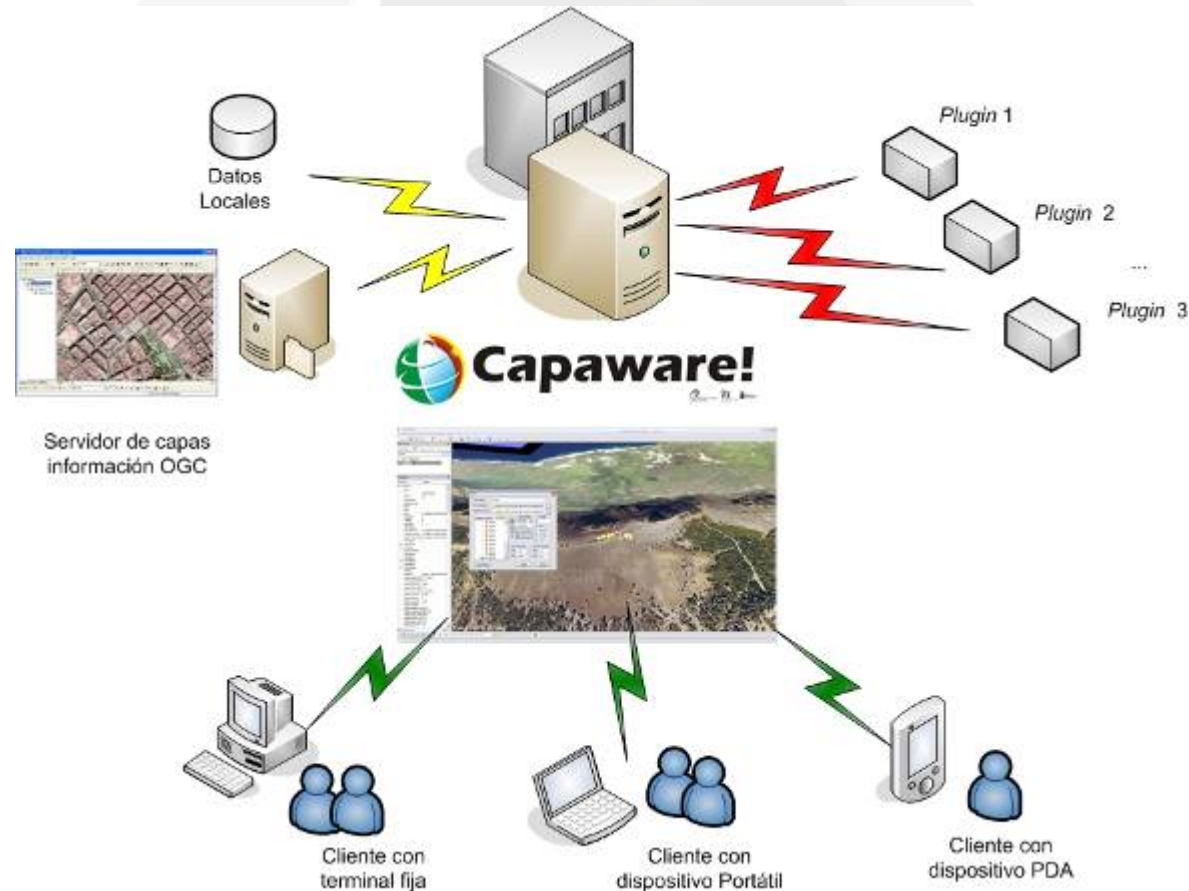 Plugin 1
Datos
Locales
Plugin 2
...
Plugin 3
Capaware!
Servidor de capas
información OGC
Cliente con
terminal fija
Cliente con
dispositivo Portátil
Cliente con
dispositivo PDA